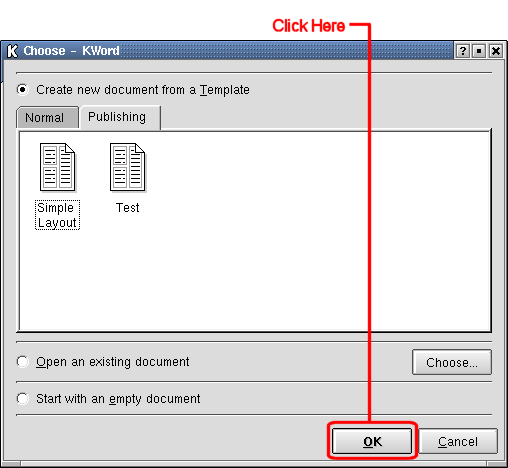 Click Here
Choose - KWord
Create new document from a Template
Normal Publishing
Simple Layout
Test
Open an existing document
Choose...
Start with an empty document
OK Cancel